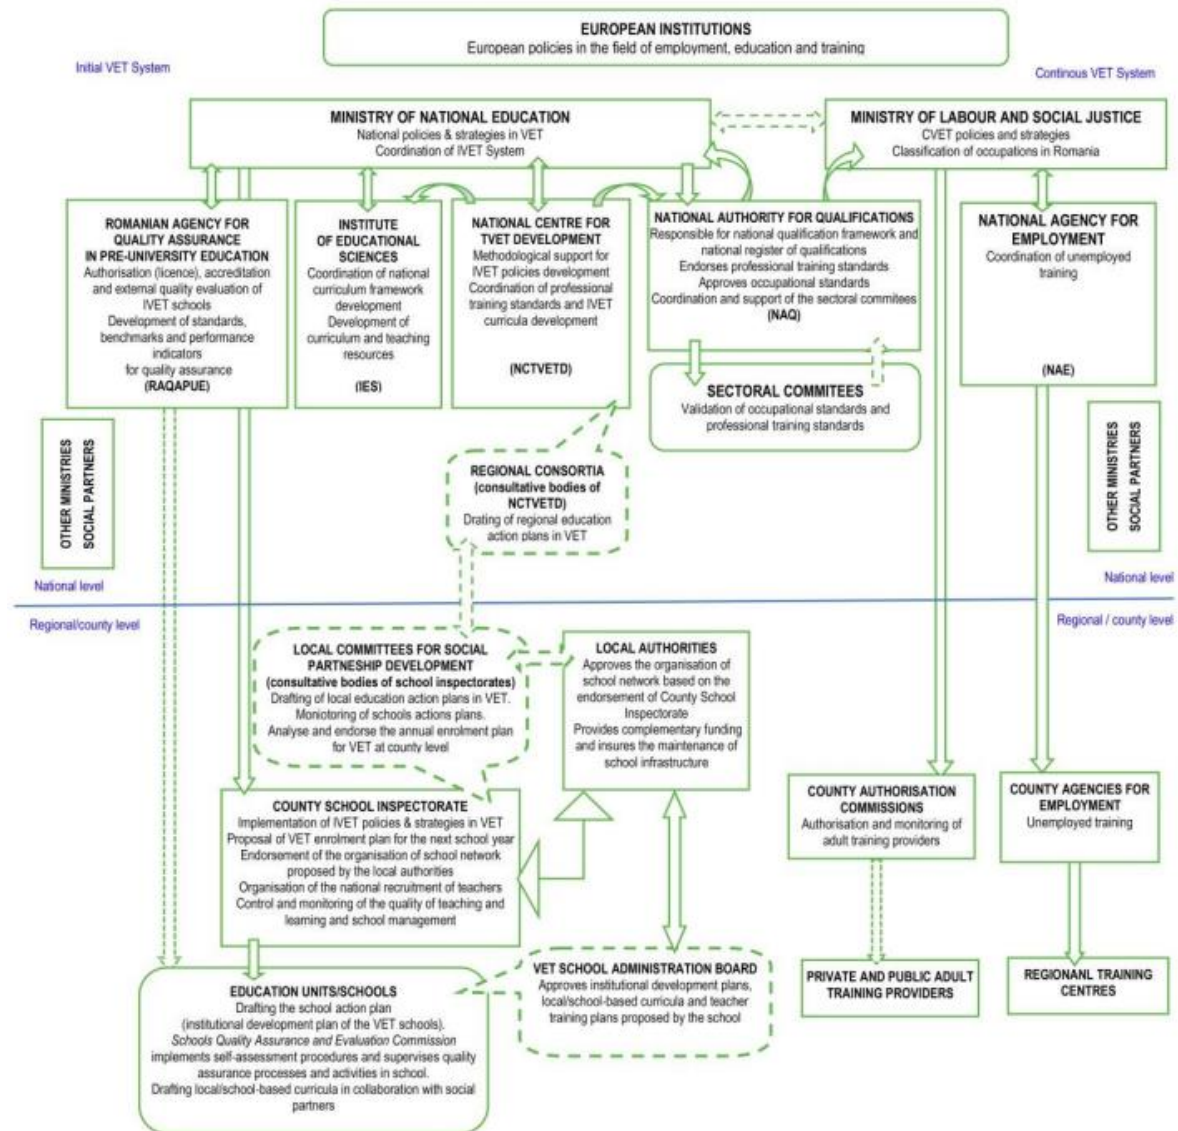 EUROPEAN INSTITUTIONS
European policies in the field of employment, education and training
Initial VET System
Continous VET System
MINISTRY OF NATIONAL EDUCATION
National policies & strategies in VET
Coordination of IVET System
MINISTRY OF LABOUR AND SOCIAL JUSTICE
CVET policies and strategies
Classification of occupations in Romania
ROMANIAN AGENCY FOR
QUALITY ASSURANCE
IN PRE-UNIVERSITY EDUCATION
Authorisation (licence), accreditation
and external quality evaluation of
IVET schools
Development of standards,
benchmarks and performance
indicators
for quality assurance
(RAQAPUE)
INSTITUTE
OF EDUCATIONAL
SCIENCES
Coordination of national
curriculum framework
development
Development of
curriculum and teaching
resources
(IES)
NATIONAL CENTRE FOR
TVET DEVELOPMENT
Methodological support for
IVET policies development
Coordination of professional
training standards and IVET
curricula development
(NCTVETD)
NATIONAL AUTHORITY FOR QUALIFICATIONS
Responsible for national qualification framework and
national register of qualifications
Endorses professional training standards
Approves occupational standards
Coordination and support of the sectoral commitees
(NAQ)
NATIONAL AGENCY FOR
EMPLOYMENT
Coordination of unemployed
training
(NAE)
SECTORAL COMMITEES
Validation of occupational standards and
professional training standards
OTHER MINISTRIES
SOCIAL PARTNERS
REGIONAL CONSORTIA
(consultative bodies of
NCTVETD)
Drating of regional education
action plans in VET
OTHER MINISTRIES
SOCIAL PARTNERS
National level
National level
Regional/county level
Regional / county level
LOCAL COMMITTEES FOR SOCIAL
PARTNESHIP DEVELOPMENT
(consultative bodies of school inspectorates)
Drafting of local education action plans in VET.
Moniotoring of schools actions plans.
Analyse and endorse the annual enrolment plan
for VET at county level
LOCAL AUTHORITIES
Approves the organisation of
school network based on the
endorsement of County School
Inspectorate
Provides complementary funding
and insures the maintenance of
school infrastructure
COUNTY SCHOOL INSPECTORATE
Implementation of IVET policies & strategies in VET
Proposal of VET enrolment plan for the next school year
Endorsement of the organisation of school network
proposed by the local authorities
Organisation of the national recruitment of teachers
Control and monitoring of the quality of teaching and
learning and school management
COUNTY AUTHORISATION
COMMISSIONS
Authorisation and monitoring of
adult training providers
COUNTY AGENCIES FOR
EMPLOYMENT
Unemployed training
EDUCATION UNITS/SCHOOLS
Drafting the school action plan
(institutional development plan of the VET schools).
Schools Quality Assurance and Evaluation Commission
implements self-assessment procedures and supervises quality
assurance processes and activities in school.
Drafting local/school-based curricula in collaboration with social
partners
VET SCHOOL ADMINISTRATION BOARD
Approves institutional development plans,
local/school-based curricula and teacher
training plans proposed by the school
PRIVATE AND PUBLIC ADULT
TRAINING PROVIDERS
REGIONANL TRAINING
CENTRES